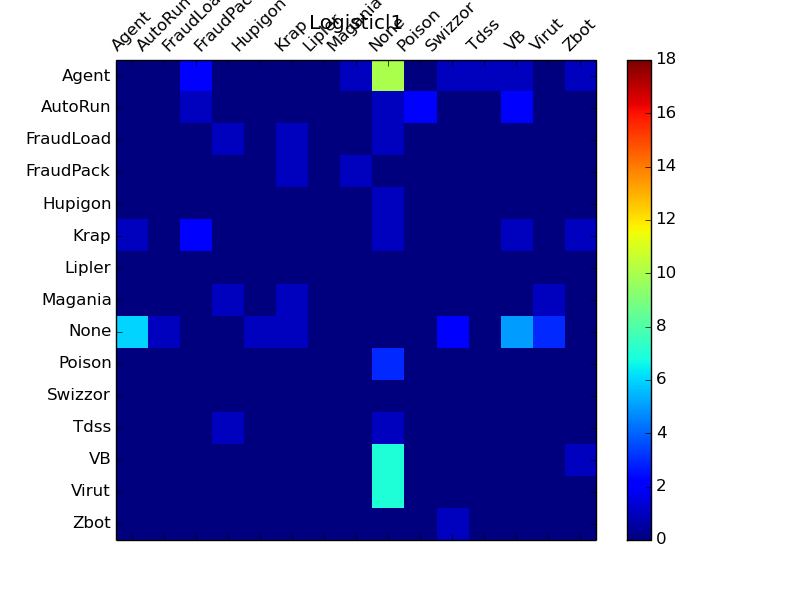 Logisticl1
Agent AutoRun FraudLoad FraudPack Hupigon Krap Lipler Magania None Poison Swizzor Tdss VB Virut Zbot
Agent
AutoRun
FraudLoad
FraudPack
Hupigon
Krap
Lipler
Magania
None
Poison
Swizzor
Tdss
VB
Virut
Zbot
18
16
14
12
10
8
6
4
2
0